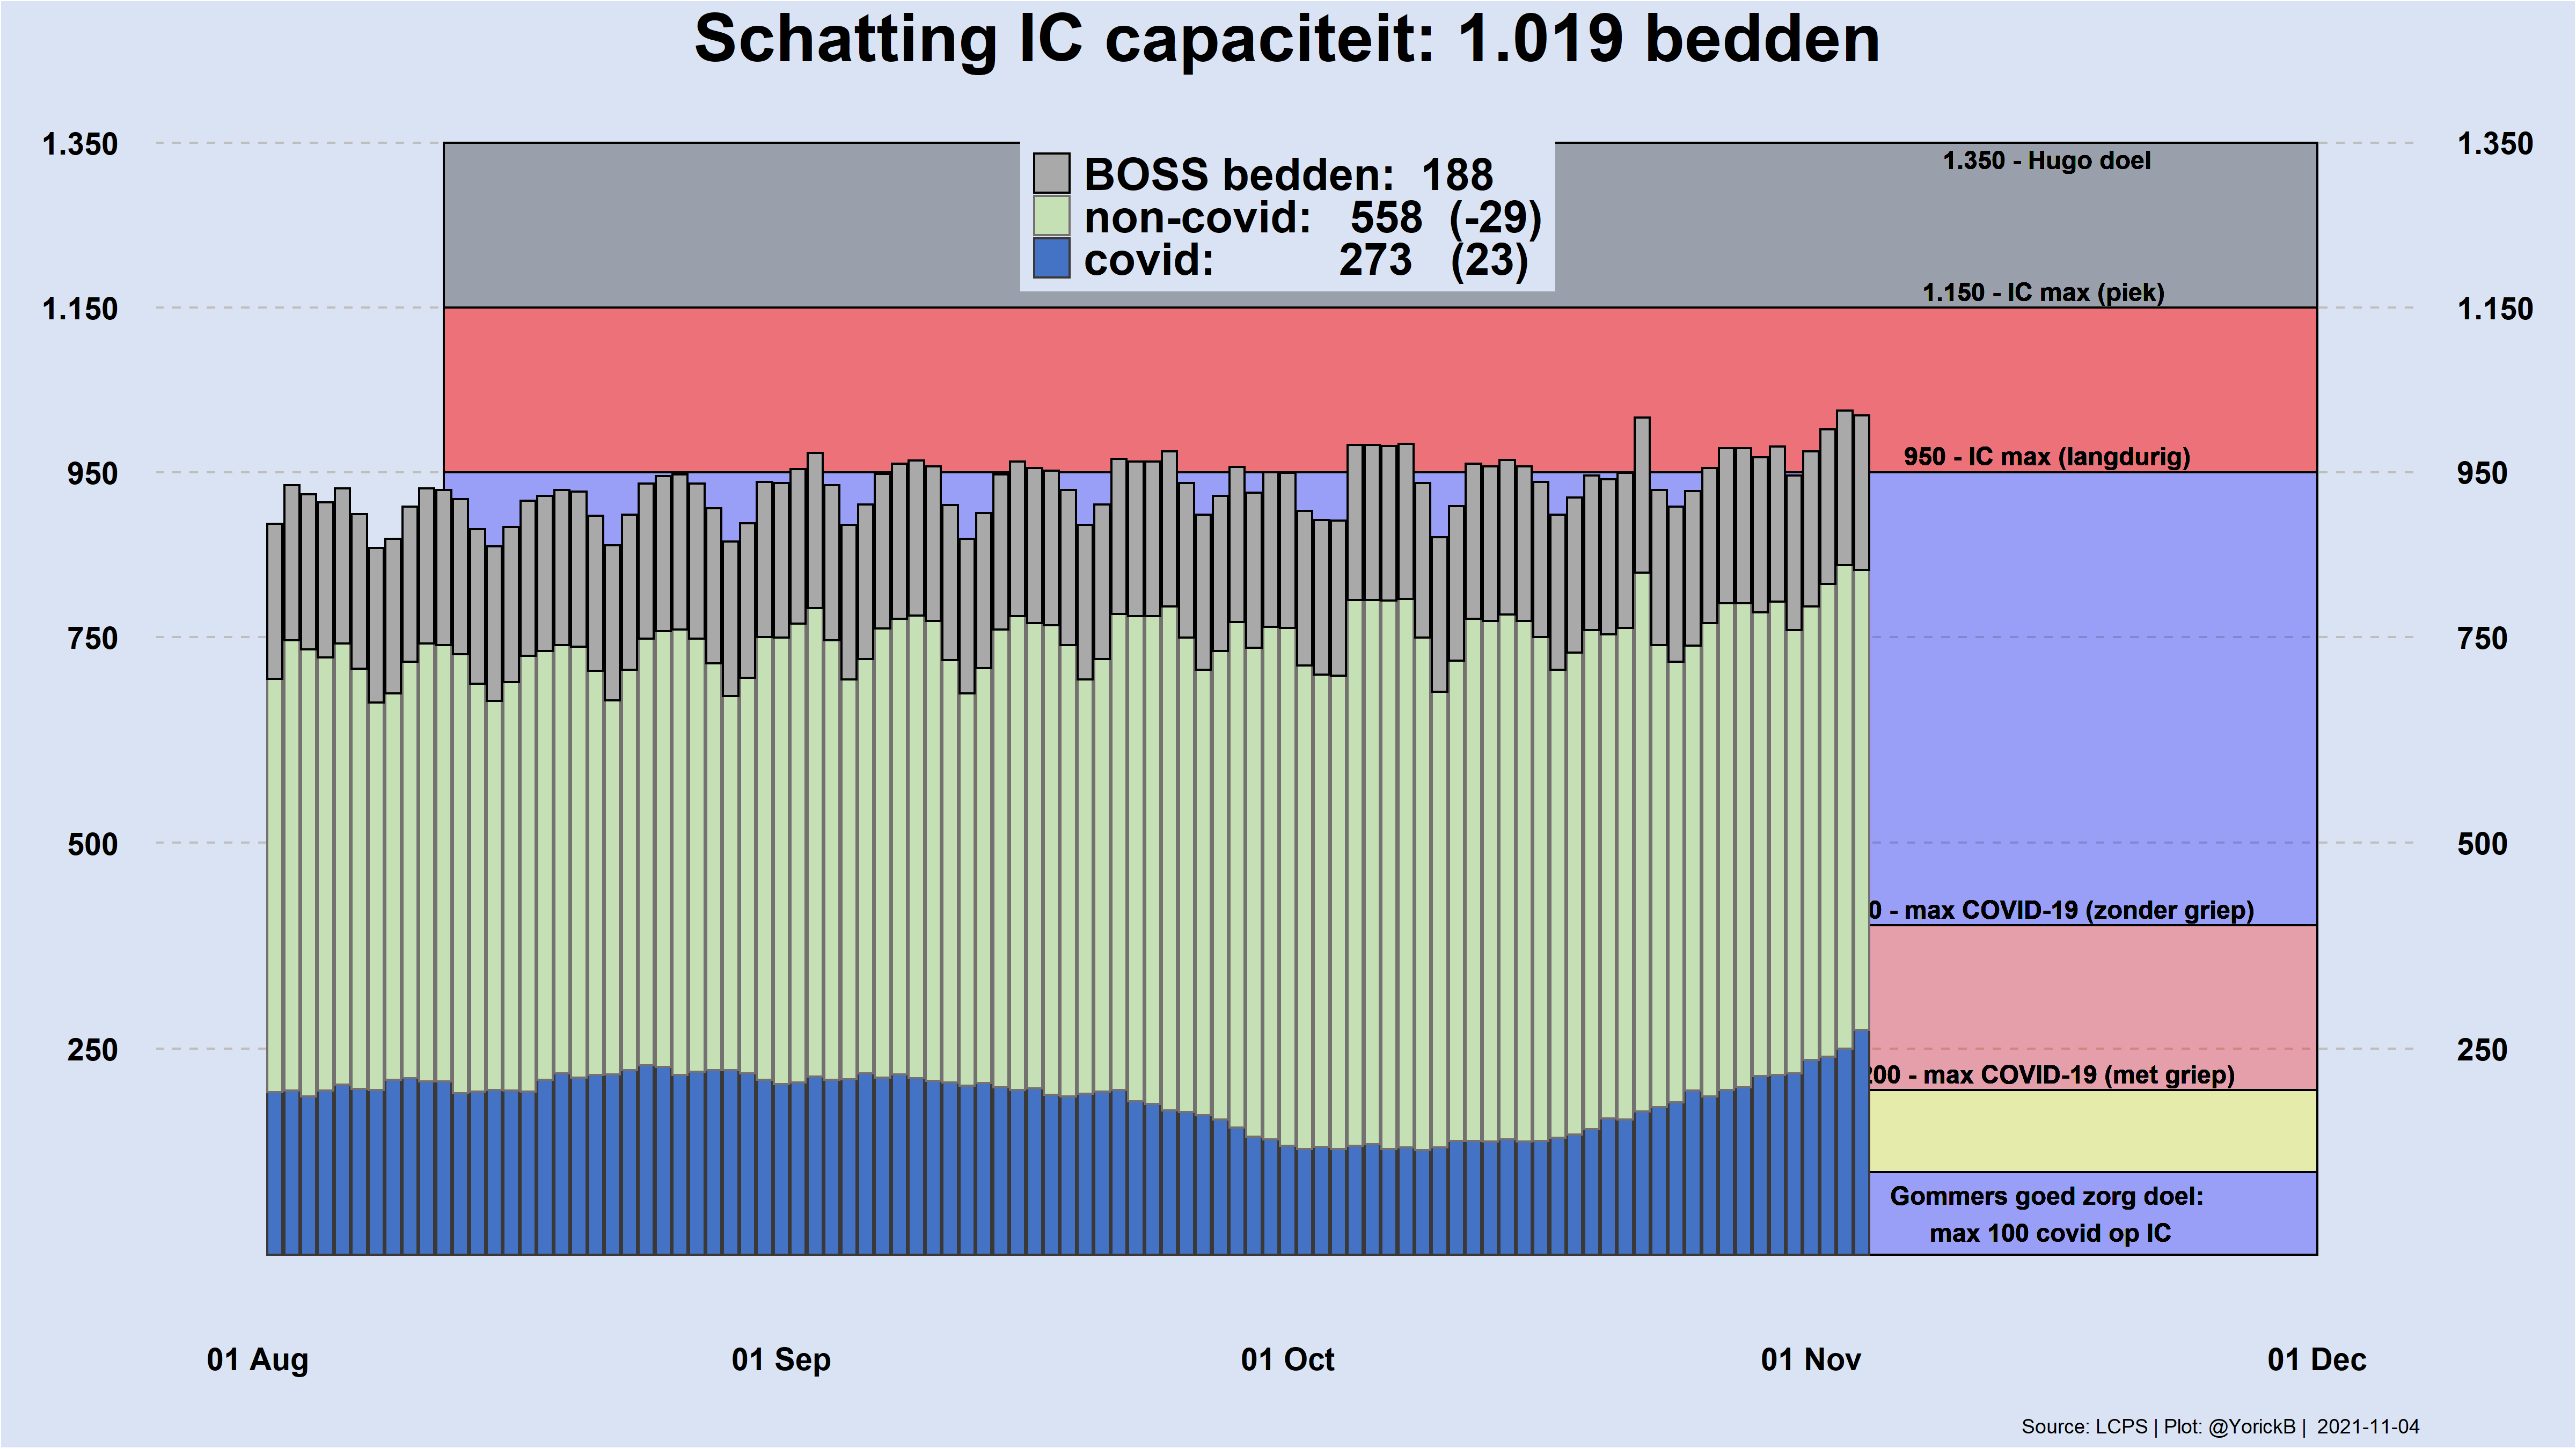 Schatting IC capaciteit: 1.019 bedden
1.350
1.350
1.350 - Hugo doel
BOSS bedden: 188
non-covid: 558 (-29)
covid: 273 (23)
1.150 - IC max (piek)
1.150
1.150
950 - IC max (langdurig)
950
950
750
750
500
500
0 - max COVID-19 (zonder griep)
250
250
200 - max COVID-19 (met griep)
Gommers goed zorg doel:
max 100 covid op IC
01 Aug
01 Sep
01 Oct
01 Nov
01 Dec
Source: LCPS | Plot: @YorickB | 2021-11-04